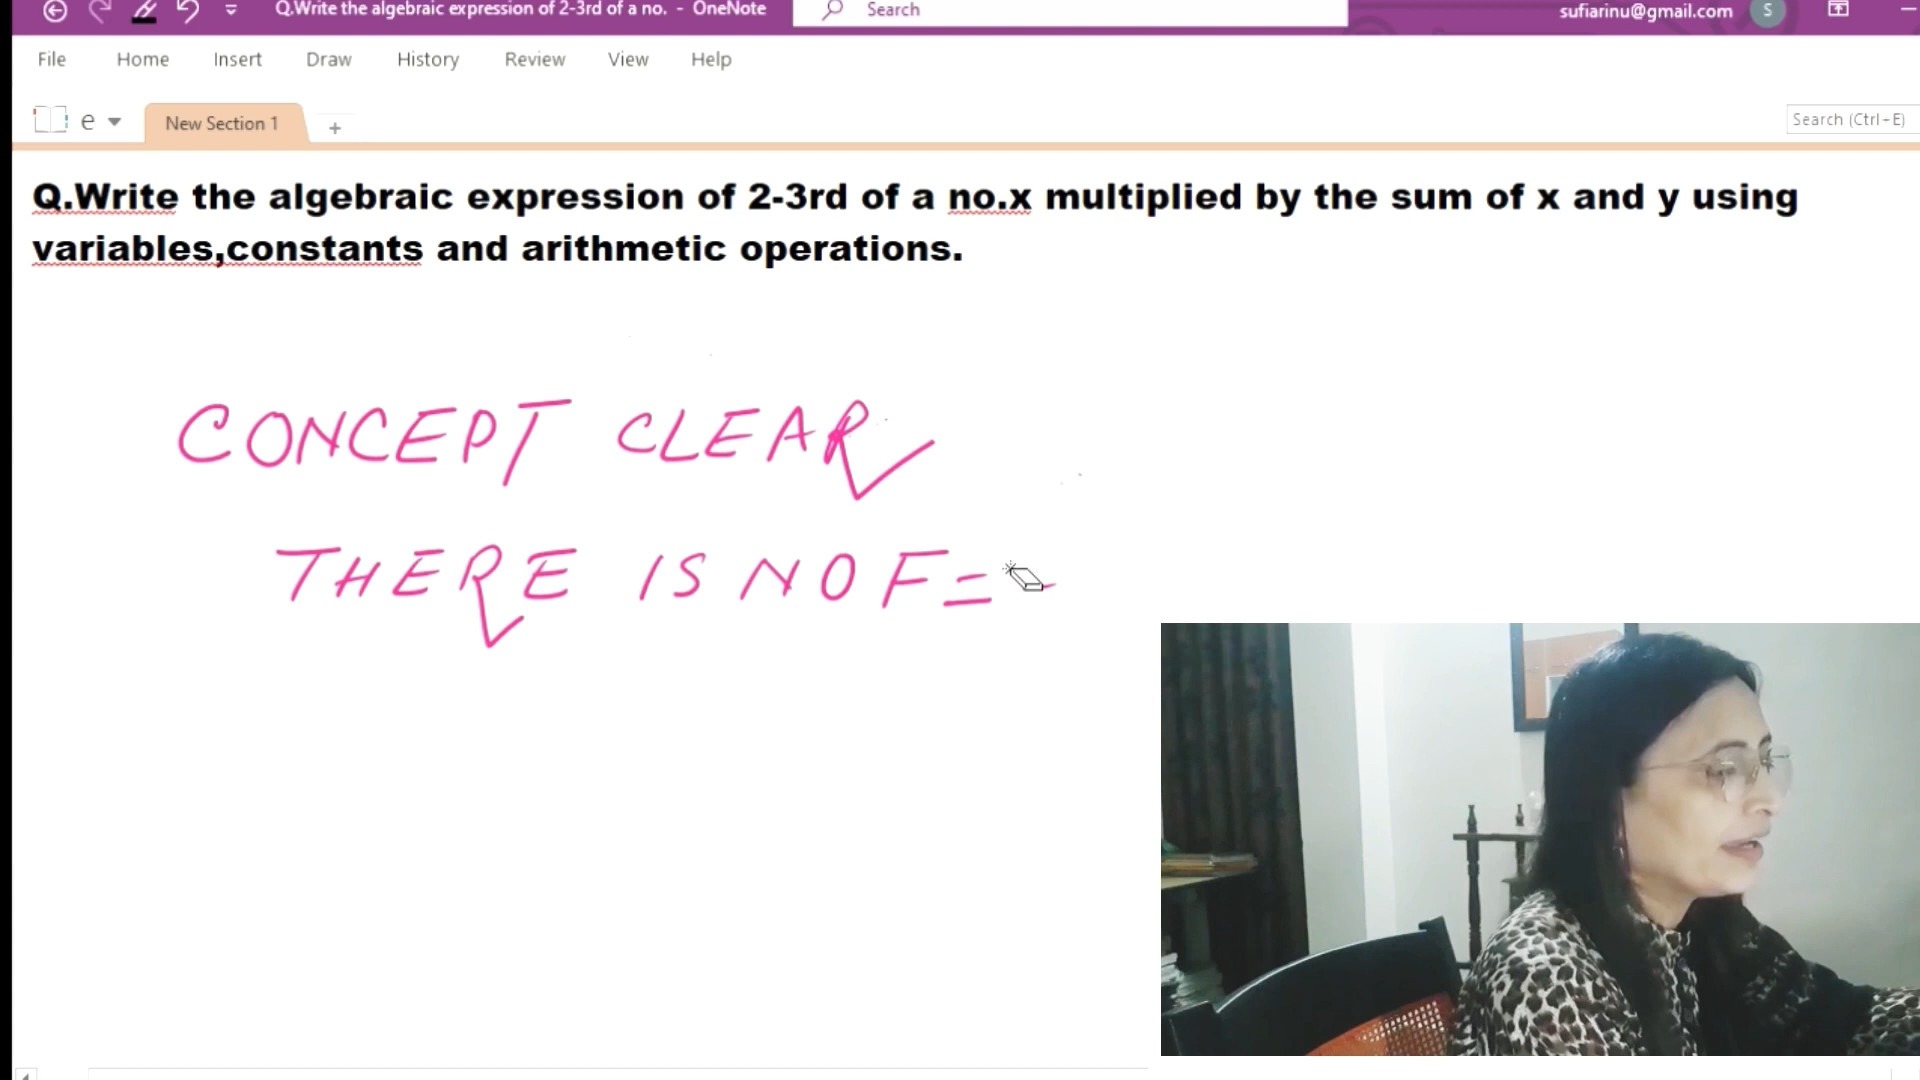 Q.Write the algebraic expression of 2-3rd of a no. - OneNote
Search
sufiarinu@gmail.com
S
File Home Insert Draw History Review View Help
e
New Section 1
+
Search (Ctrl-E)
Q.Write the algebraic expression of 2-3rd of a no.x multiplied by the sum of x and y using
variables,constants and arithmetic operations.
CONCEPT CLEAR
THERE IS NO F=